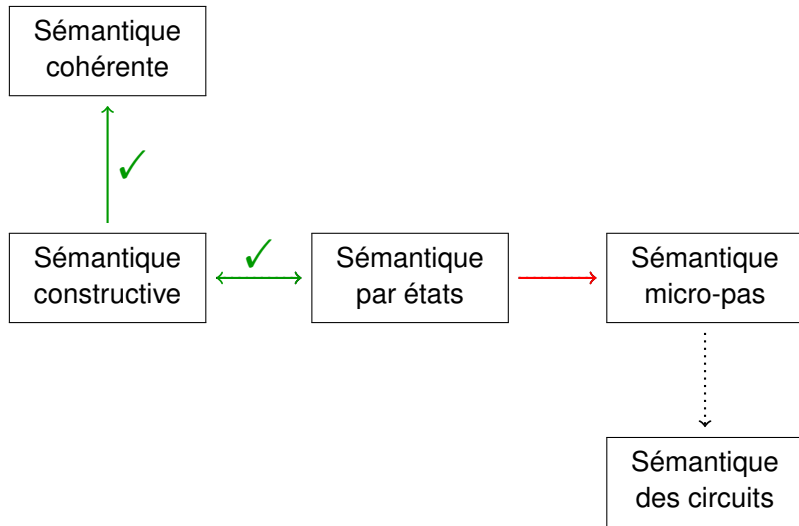 Sémantique
cohérente
✓
✓
Sémantique
constructive
Sémantique
par états
Sémantique
micro-pas
Sémantique
des circuits